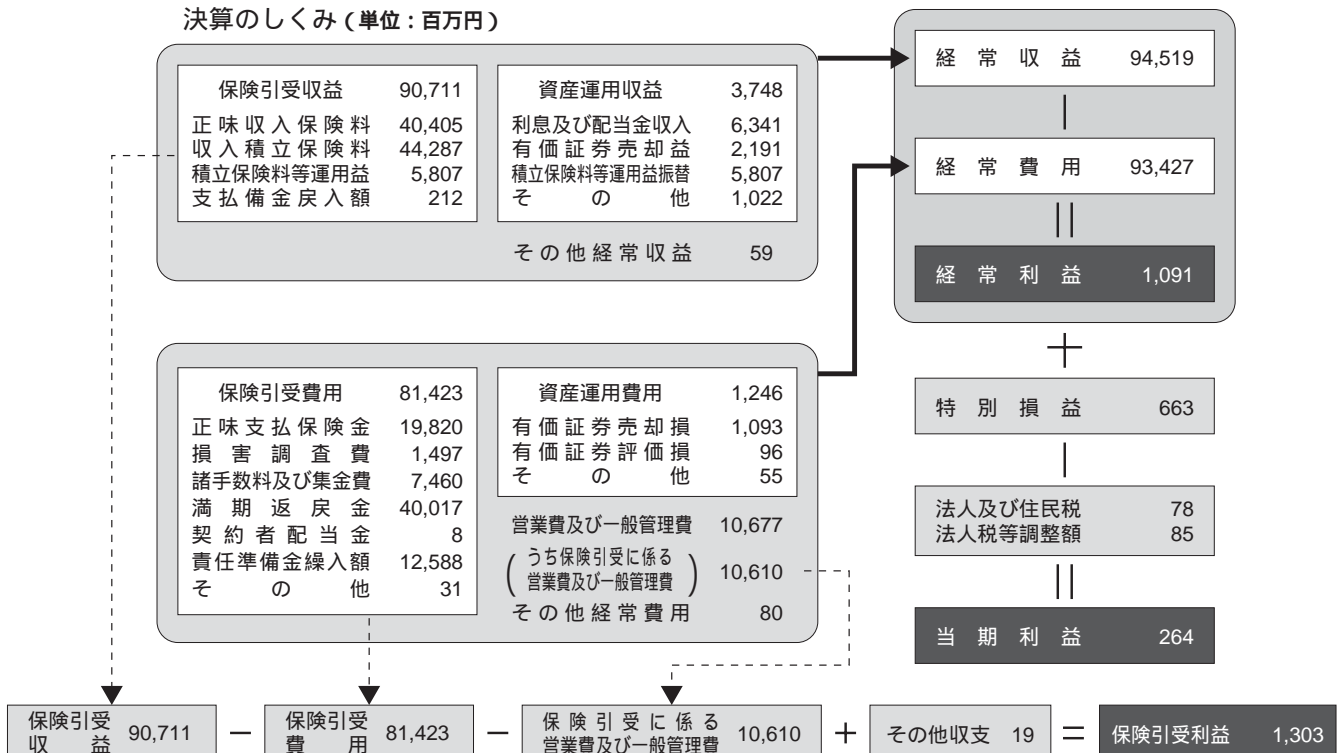 決算のしくみ（単位：百万円）
保険引受収益 90,711
正味収入保険料 40,405
収入積立保険料 44,287
積立保険料等運用益 5,807
支払備金戻入額 212
資産運用収益 3,748
利息及び配当金収入 6,341
有価証券売却益 2,191
積立保険料等運用益振替 5,807
その他 1,022
その他経常収益 59
経常収益 94,519
−
経常費用 93,427
＝
経常利益 1,091
＋
特別損益 663
−
法人及び住民税 78
法人税等調整額 85
＝
当期利益 264
保険引受費用 81,423
正味支払保険金 19,820
損害調査費 1,497
諸手数料及び集金費 7,460
満期返戻金 40,017
契約者配当金 8
責任準備金繰入額 12,588
その他 31
資産運用費用 1,246
有価証券売却損 1,093
有価証券評価損 96
その他 55
営業費及び一般管理費 10,677
（うち保険引受に係る
営業費及び一般管理費） 10,610
その他経常費用 80
保険引受
収益 90,711
−
保険引受
費用 81,423
−
保険引受に係る
営業費及び一般管理費 10,610
＋
その他収支 19
＝
保険引受利益 1,303